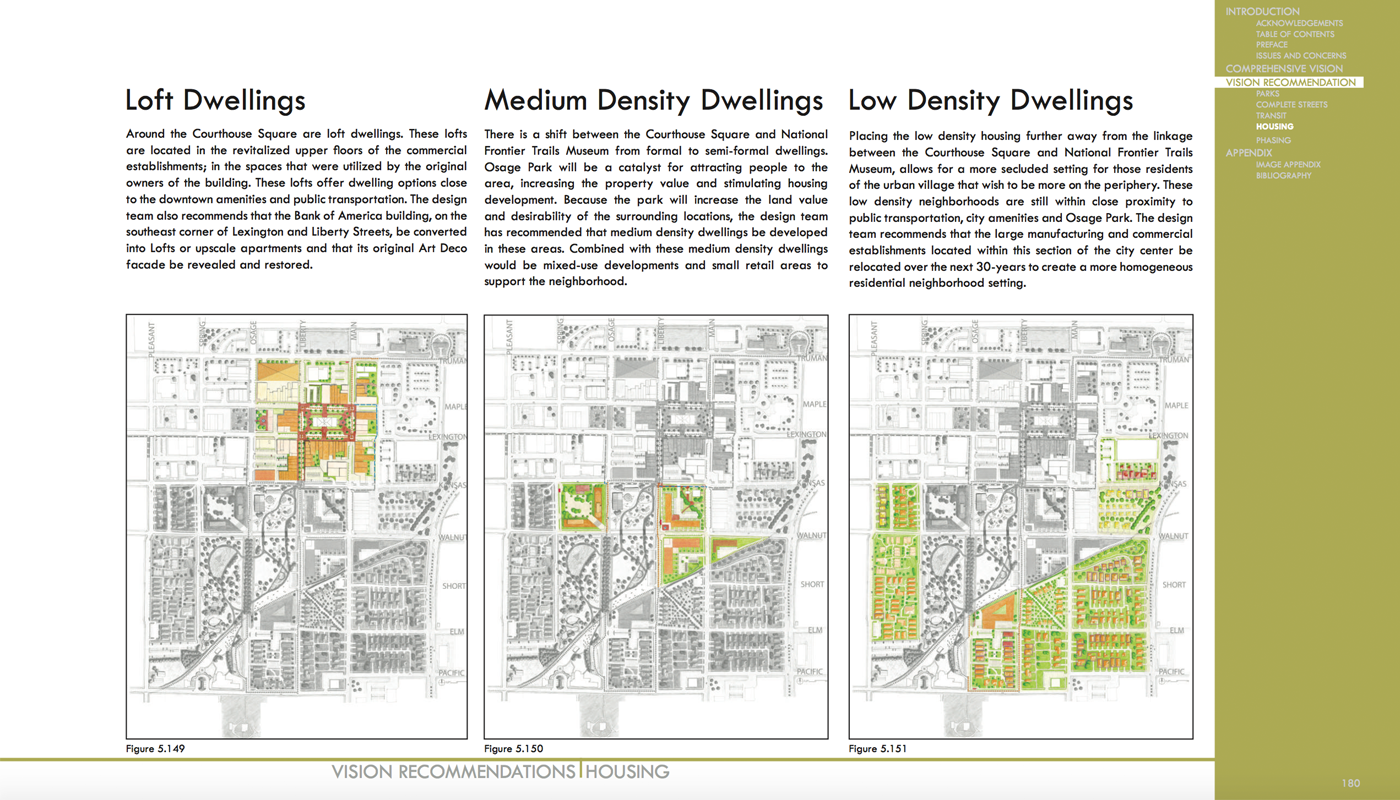 Loft Dwellings
Around the Courthouse Square are loft dwellings. These lofts
are located in the revitalized upper floors of the commercial
establishments; in the spaces that were utilized by the original
owners of the building. These lofts offer dwelling options close
to the downtown amenities and public transportation. The design
team also recommends that the Bank of America building, on the
southeast corner of Lexington and Liberty Streets, be converted
into Lofts or upscale apartments and that its original Art Deco
facade be revealed and restored.
Medium Density Dwellings
There is a shift between the Courthouse Square and National
Frontier Trails Museum from formal to semi-formal dwellings.
Osage Park will be a catalyst for attracting people to the
area, increasing the property value and stimulating housing
development. Because the park will increase the land value
and desirability of the surrounding locations, the design team
has recommended that medium density dwellings be developed
in these areas. Combined with these medium density dwellings
would be mixed-use developments and small retail areas to
support the neighborhood.
Low Density Dwellings
Placing the low density housing further away from the linkage
between the Courthouse Square and National Frontier Trails
Museum, allows for a more secluded setting for those residents
of the urban village that wish to be more on the periphery. These
low density neighborhoods are still within close proximity to
public transportation, city amenities and Osage Park. The design
team recommends that the large manufacturing and commercial
establishments located within this section of the city center be
relocated over the next 30-years to create a more homogeneous
residential neighborhood setting.
PLEASANT
SPRING
OSAGE
LIBERTY
MAIN
TRUMAN
MAPLE
LEXINGTON
KANSAS
WALNUT
SHORT
ELM
PACIFIC
Figure 5.149
PLEASANT
SPRING
OSAGE
LIBERTY
MAIN
TRUMAN
MAPLE
LEXINGTON
KANSAS
WALNUT
SHORT
ELM
PACIFIC
Figure 5.150
PLEASANT
SPRING
OSAGE
LIBERTY
MAIN
TRUMAN
MAPLE
LEXINGTON
KANSAS
WALNUT
SHORT
ELM
PACIFIC
Figure 5.151
VISION RECOMMENDATIONS HOUSING
INTRODUCTION
ACKNOWLEDGEMENTS
TABLE OF CONTENTS
PREFACE
ISSUES AND CONCERNS
COMPREHENSIVE VISION
VISION RECOMMENDATION
PARKS
COMPLETE STREETS
TRANSIT
HOUSING
PHASING
APPENDIX
IMAGE APPENDIX
BIBLIOGRAPHY
180